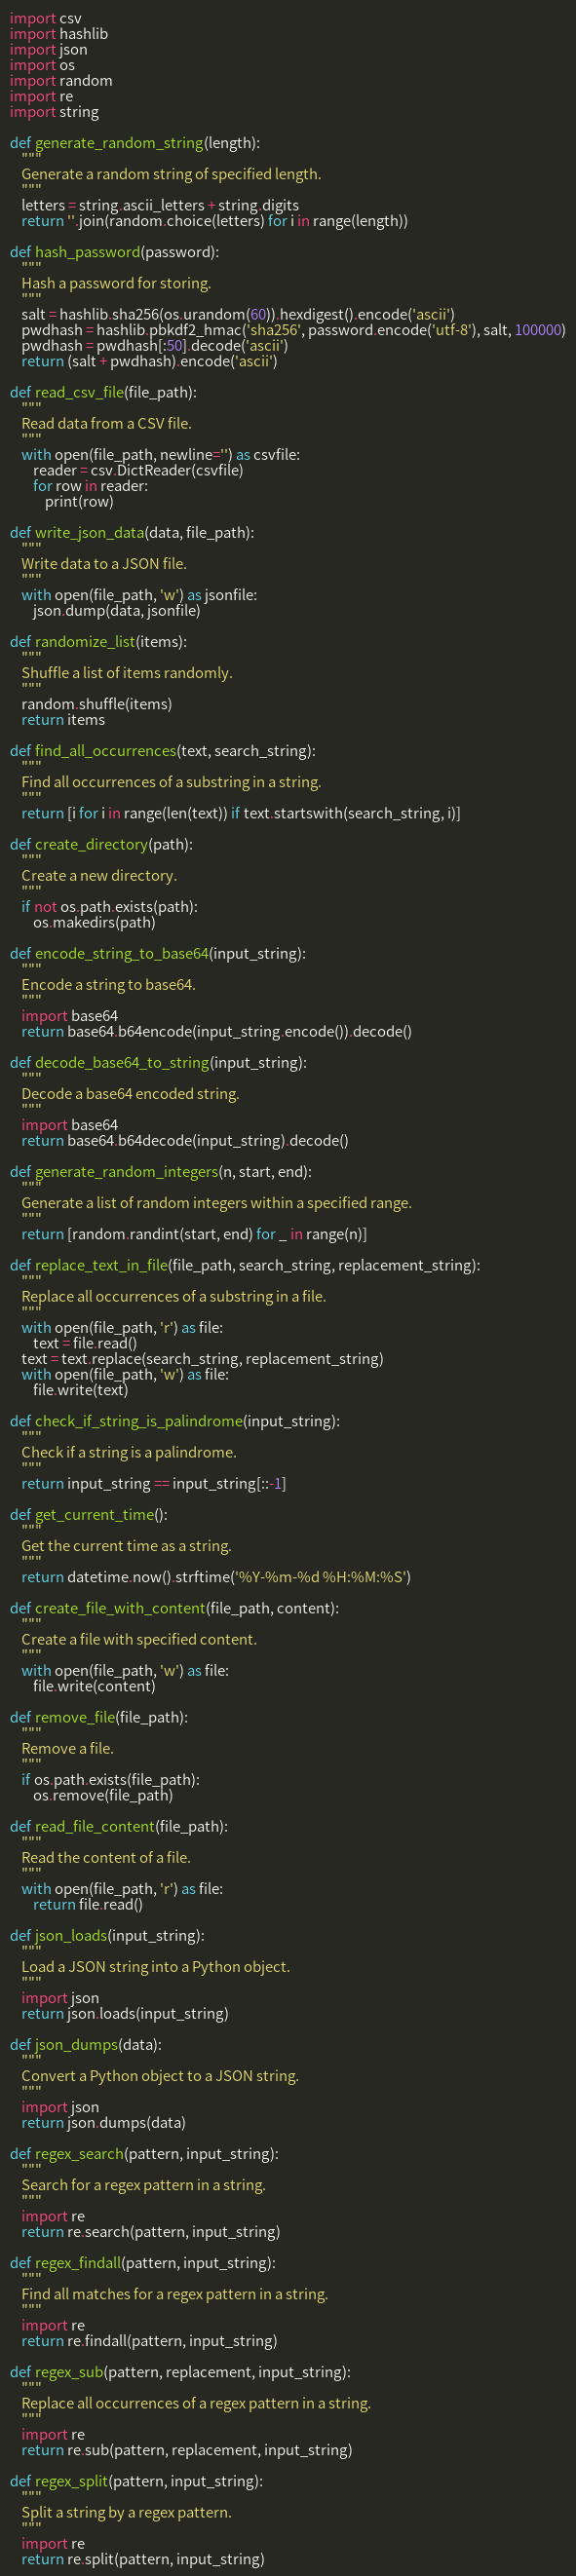 import csv
import hashlib
import json
import os
import random
import re
import string

def generate_random_string(length):
    """
    Generate a random string of specified length.
    """
    letters = string.ascii_letters + string.digits
    return ''.join(random.choice(letters) for i in range(length))

def hash_password(password):
    """
    Hash a password for storing.
    """
    salt = hashlib.sha256(os.urandom(60)).hexdigest().encode('ascii')
    pwdhash = hashlib.pbkdf2_hmac('sha256', password.encode('utf-8'), salt, 100000)
    pwdhash = pwdhash[:50].decode('ascii')
    return (salt + pwdhash).encode('ascii')

def read_csv_file(file_path):
    """
    Read data from a CSV file.
    """
    with open(file_path, newline='') as csvfile:
        reader = csv.DictReader(csvfile)
        for row in reader:
            print(row)

def write_json_data(data, file_path):
    """
    Write data to a JSON file.
    """
    with open(file_path, 'w') as jsonfile:
        json.dump(data, jsonfile)

def randomize_list(items):
    """
    Shuffle a list of items randomly.
    """
    random.shuffle(items)
    return items

def find_all_occurrences(text, search_string):
    """
    Find all occurrences of a substring in a string.
    """
    return [i for i in range(len(text)) if text.startswith(search_string, i)]

def create_directory(path):
    """
    Create a new directory.
    """
    if not os.path.exists(path):
        os.makedirs(path)

def encode_string_to_base64(input_string):
    """
    Encode a string to base64.
    """
    import base64
    return base64.b64encode(input_string.encode()).decode()

def decode_base64_to_string(input_string):
    """
    Decode a base64 encoded string.
    """
    import base64
    return base64.b64decode(input_string).decode()

def generate_random_integers(n, start, end):
    """
    Generate a list of random integers within a specified range.
    """
    return [random.randint(start, end) for _ in range(n)]

def replace_text_in_file(file_path, search_string, replacement_string):
    """
    Replace all occurrences of a substring in a file.
    """
    with open(file_path, 'r') as file:
        text = file.read()
    text = text.replace(search_string, replacement_string)
    with open(file_path, 'w') as file:
        file.write(text)

def check_if_string_is_palindrome(input_string):
    """
    Check if a string is a palindrome.
    """
    return input_string == input_string[::-1]

def get_current_time():
    """
    Get the current time as a string.
    """
    return datetime.now().strftime('%Y-%m-%d %H:%M:%S')

def create_file_with_content(file_path, content):
    """
    Create a file with specified content.
    """
    with open(file_path, 'w') as file:
        file.write(content)

def remove_file(file_path):
    """
    Remove a file.
    """
    if os.path.exists(file_path):
        os.remove(file_path)

def read_file_content(file_path):
    """
    Read the content of a file.
    """
    with open(file_path, 'r') as file:
        return file.read()

def json_loads(input_string):
    """
    Load a JSON string into a Python object.
    """
    import json
    return json.loads(input_string)

def json_dumps(data):
    """
    Convert a Python object to a JSON string.
    """
    import json
    return json.dumps(data)

def regex_search(pattern, input_string):
    """
    Search for a regex pattern in a string.
    """
    import re
    return re.search(pattern, input_string)

def regex_findall(pattern, input_string):
    """
    Find all matches for a regex pattern in a string.
    """
    import re
    return re.findall(pattern, input_string)

def regex_sub(pattern, replacement, input_string):
    """
    Replace all occurrences of a regex pattern in a string.
    """
    import re
    return re.sub(pattern, replacement, input_string)

def regex_split(pattern, input_string):
    """
    Split a string by a regex pattern.
    """
    import re
    return re.split(pattern, input_string)